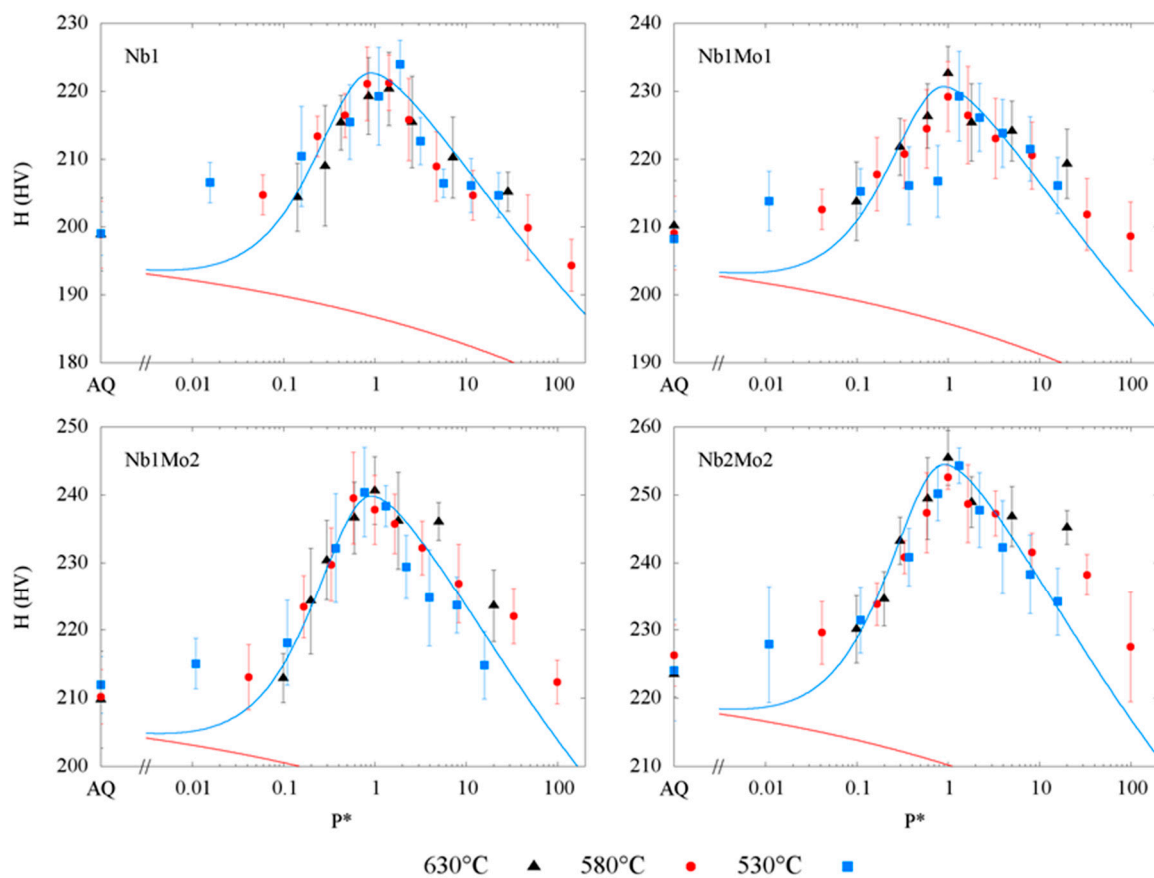 230 240
Nb1 Nb1Mo1
220 230
210 220
H (HV) H (HV)
200 210
190 200
180 190
AQ // 0.01 0.1 1 10 100 AQ // 0.01 0.1 1 10 100
250 260
Nb1Mo2 Nb2Mo2
240 250
230 240
H (HV) H (HV)
220 230
210 220
200 210
AQ // 0.01 0.1 1 10 100 AQ // 0.01 0.1 1 10 100
P* P*
630°C 580°C 530°C